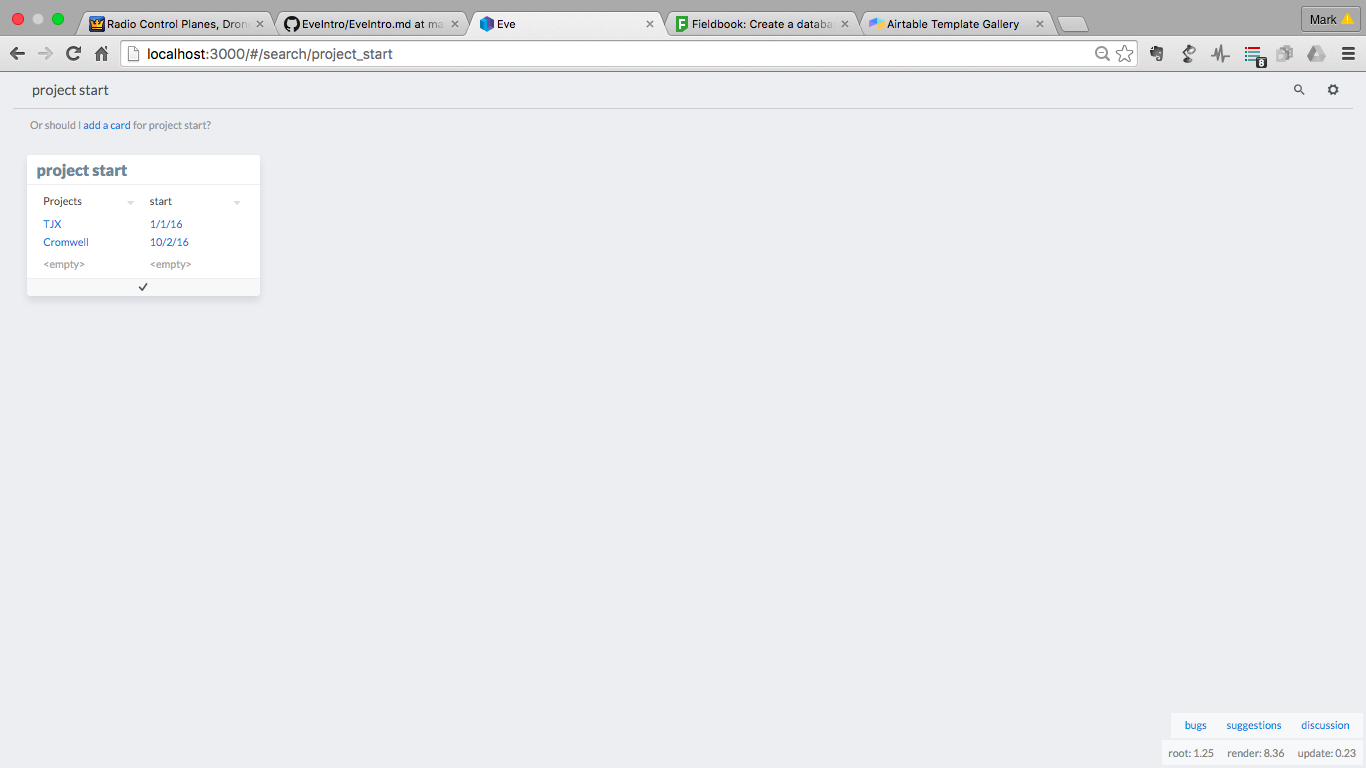 Radio Control Planes, Dron
EveIntro/EveIntro.md at ma
Eve
Fieldbook: Create a databa
Airtable Template Gallery
Mark
localhost:3000/#/search/project_start
8
project start
Or should I add a card for project start?
project start
Projects start
TJX 1/1/16
Cromwell 10/2/16
<empty> <empty>
bugs suggestions discussion
root: 1.25 render: 8.36 update: 0.23